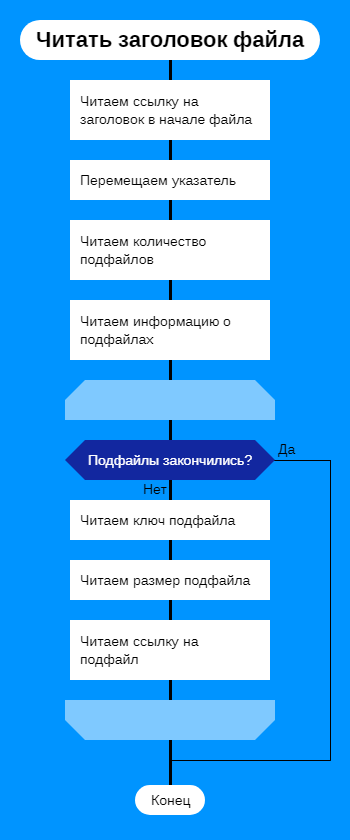 Читать заголовок файла
Читаем ссылку на
заголовок в начале файла
Перемещаем указатель
Читаем количество
подфайлов
Читаем информацию о
подфайлах
Подфайлы закончились?
Да
Нет
Читаем ключ подфайла
Читаем размер подфайла
Читаем ссылку на
подфайл
Конец